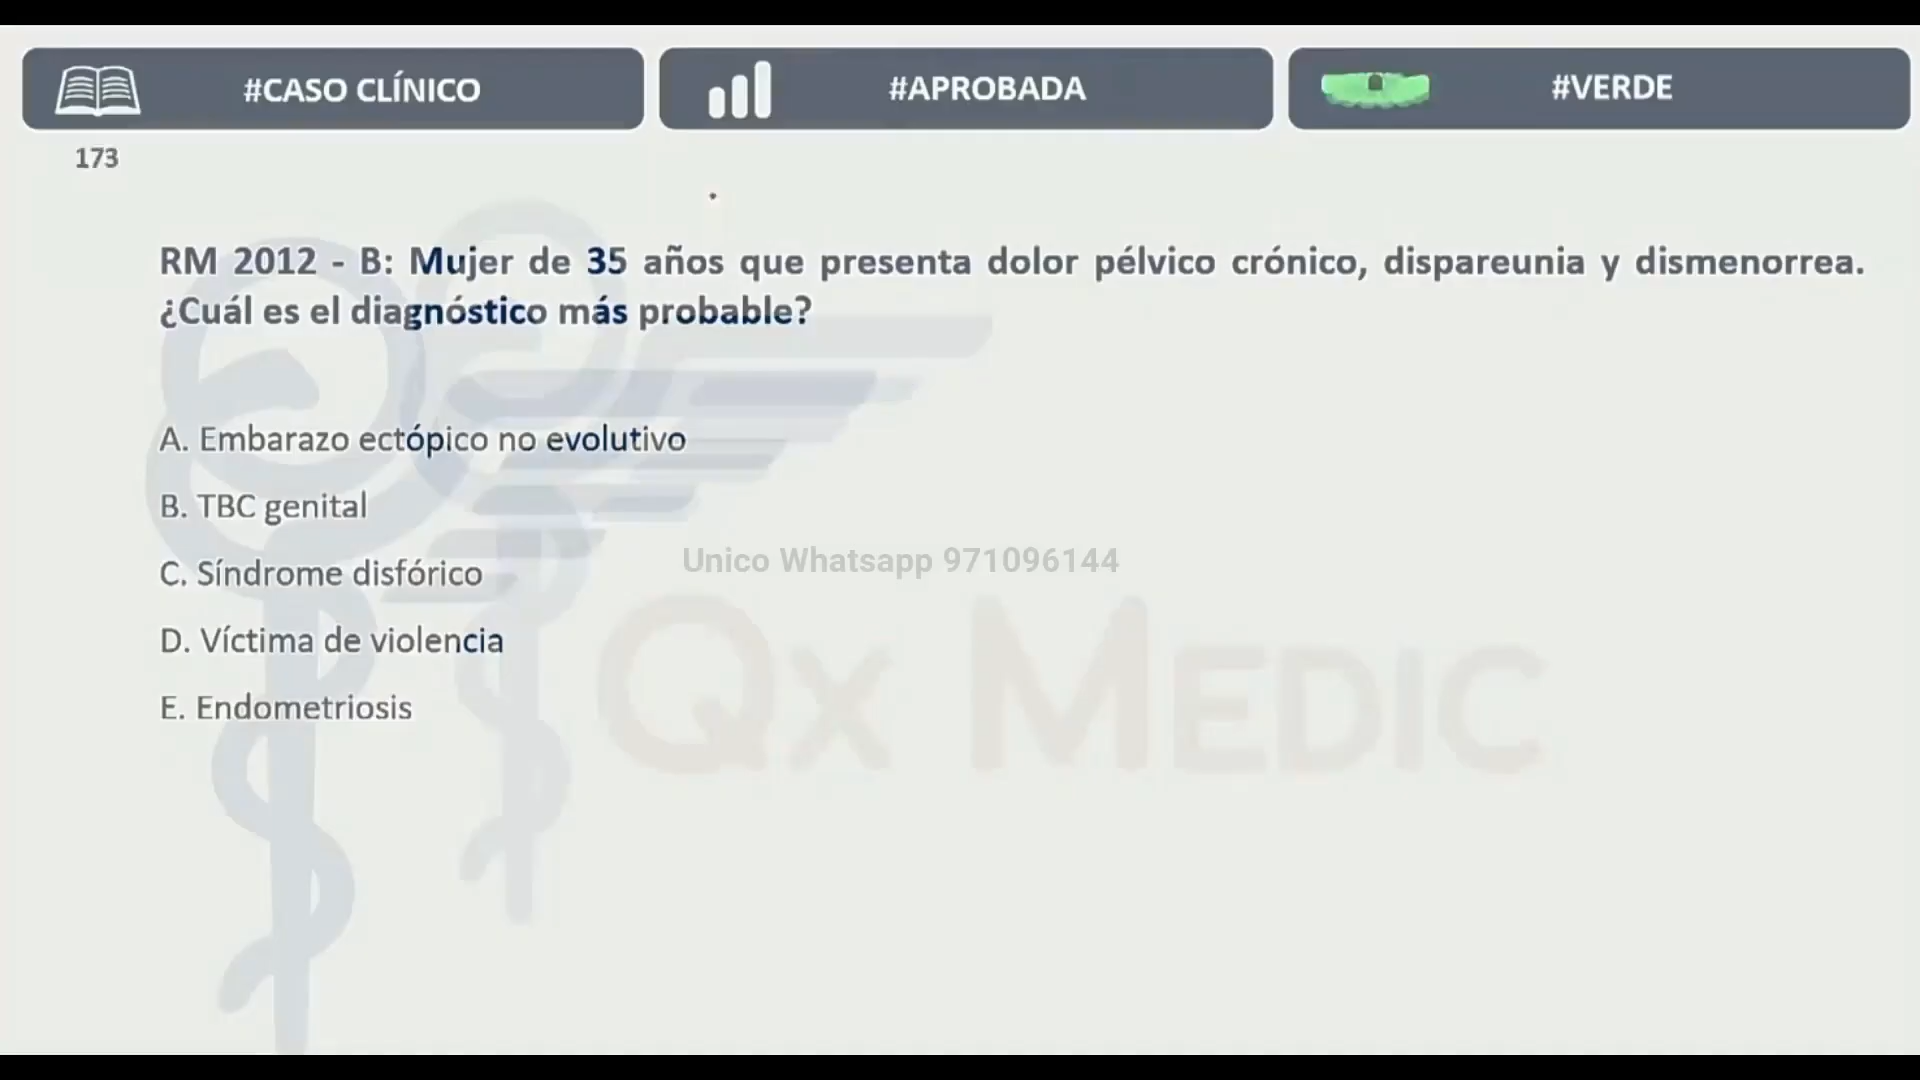 #CASO CLÍNICO
#APROBADA
#VERDE
173
RM 2012 - B: Mujer de 35 años que presenta dolor pélvico crónico, dispareunia y dismenorrea.
¿Cuál es el diagnóstico más probable?
A. Embarazo ectópico no evolutivo
B. TBC genital
C. Síndrome disfórico
D. Víctima de violencia
E. Endometriosis
Unico Whatsapp 971096144
QX MEDIC